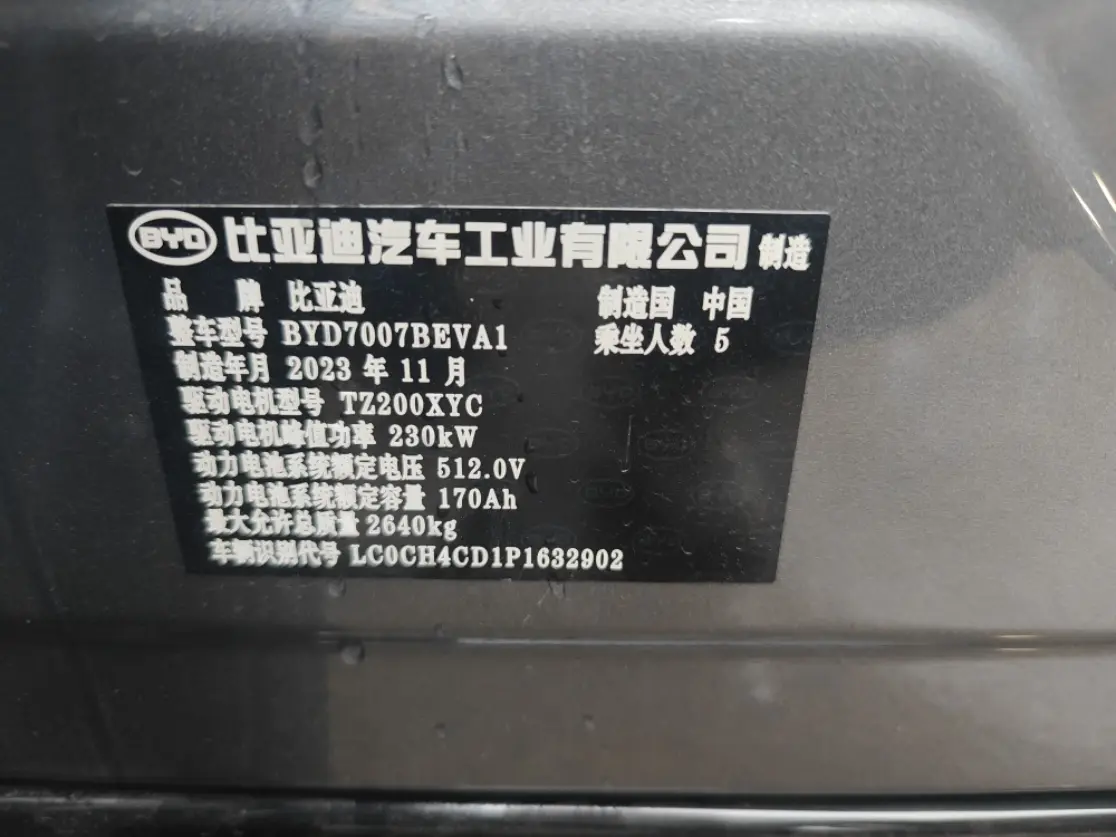 BYD 比亚迪汽车工业有限公司 制造
品 牌 比亚迪 制造国 中国
整车型号 BYD7007BEVA1 乘坐人数 5
制造年月 2023 年 11 月
驱动电机型号 TZ200XYC
驱动电机峰值功率 230kW
动力电池系统额定电压 512.0V
动力电池系统额定容量 170Ah
最大允许总质量 2640kg
车辆识别代号 LC0CH4CD1P1632902